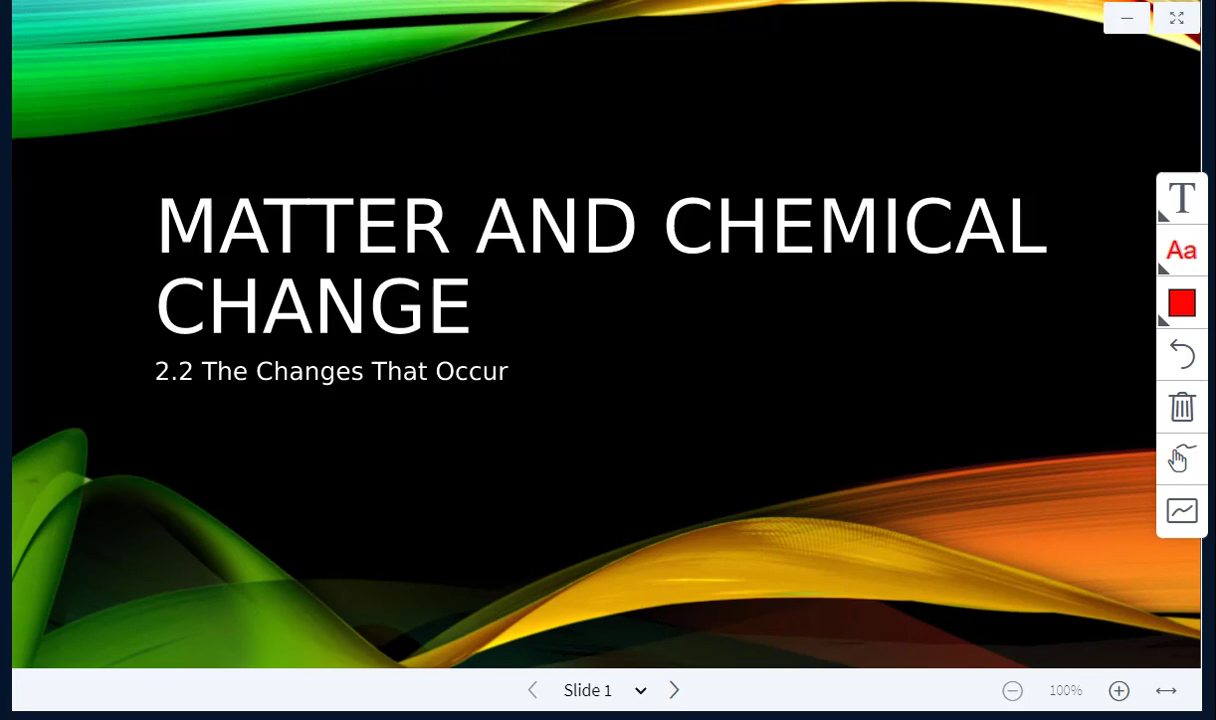 MATTER AND CHEMICAL
CHANGE
2.2 The Changes That Occur
T
Aa
Slide 1
100%